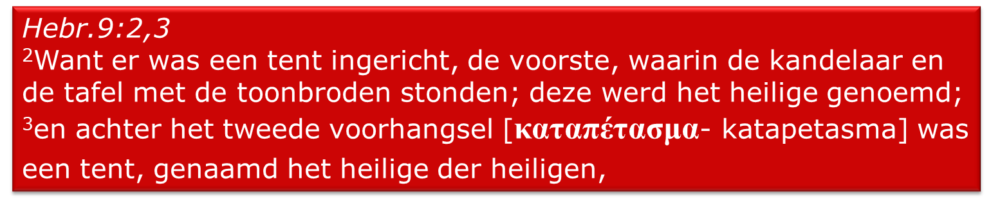 Hebr.9:2,3
²Want er was een tent ingericht, de voorste, waarin de kandelaar en
de tafel met de toonbroden stonden; deze werd het heilige genoemd;
³en achter het tweede voorhangsel [καταπέτασμα- katapetasma] was
een tent, genaamd het heilige der heiligen,